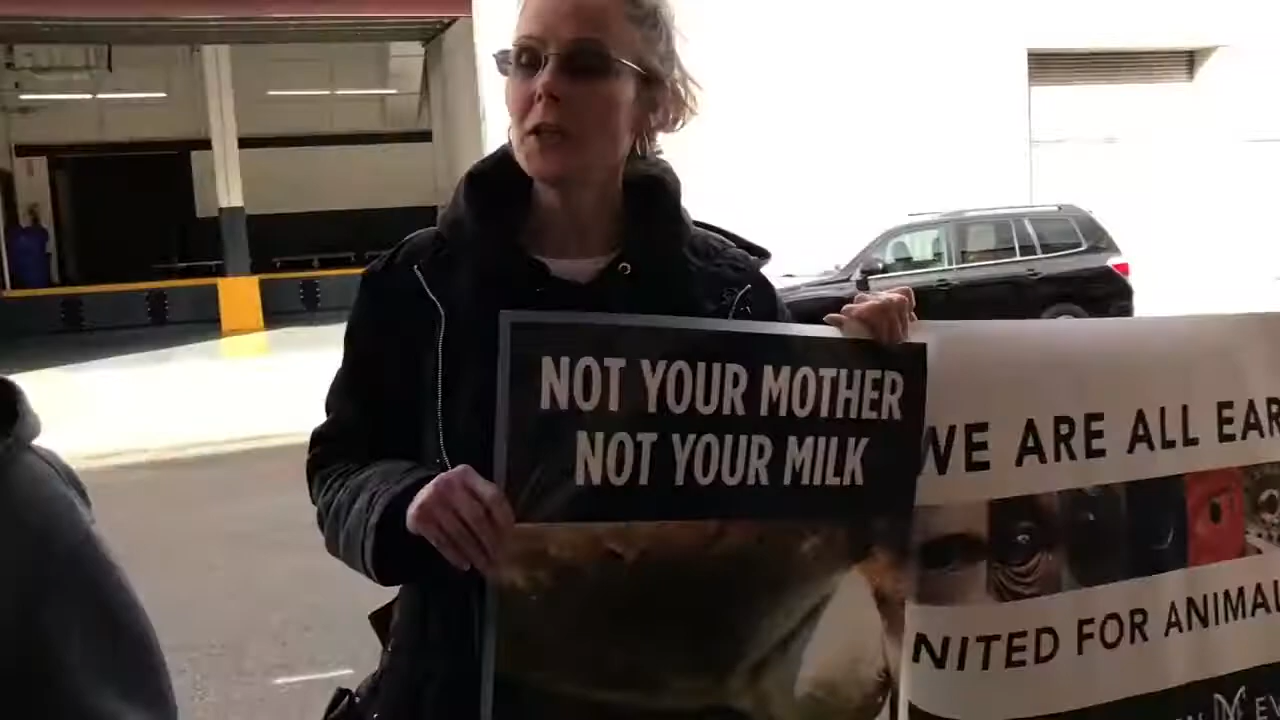 NOT YOUR MOTHER
NOT YOUR MILK
WE ARE ALL EAR
NITED FOR ANIMAL